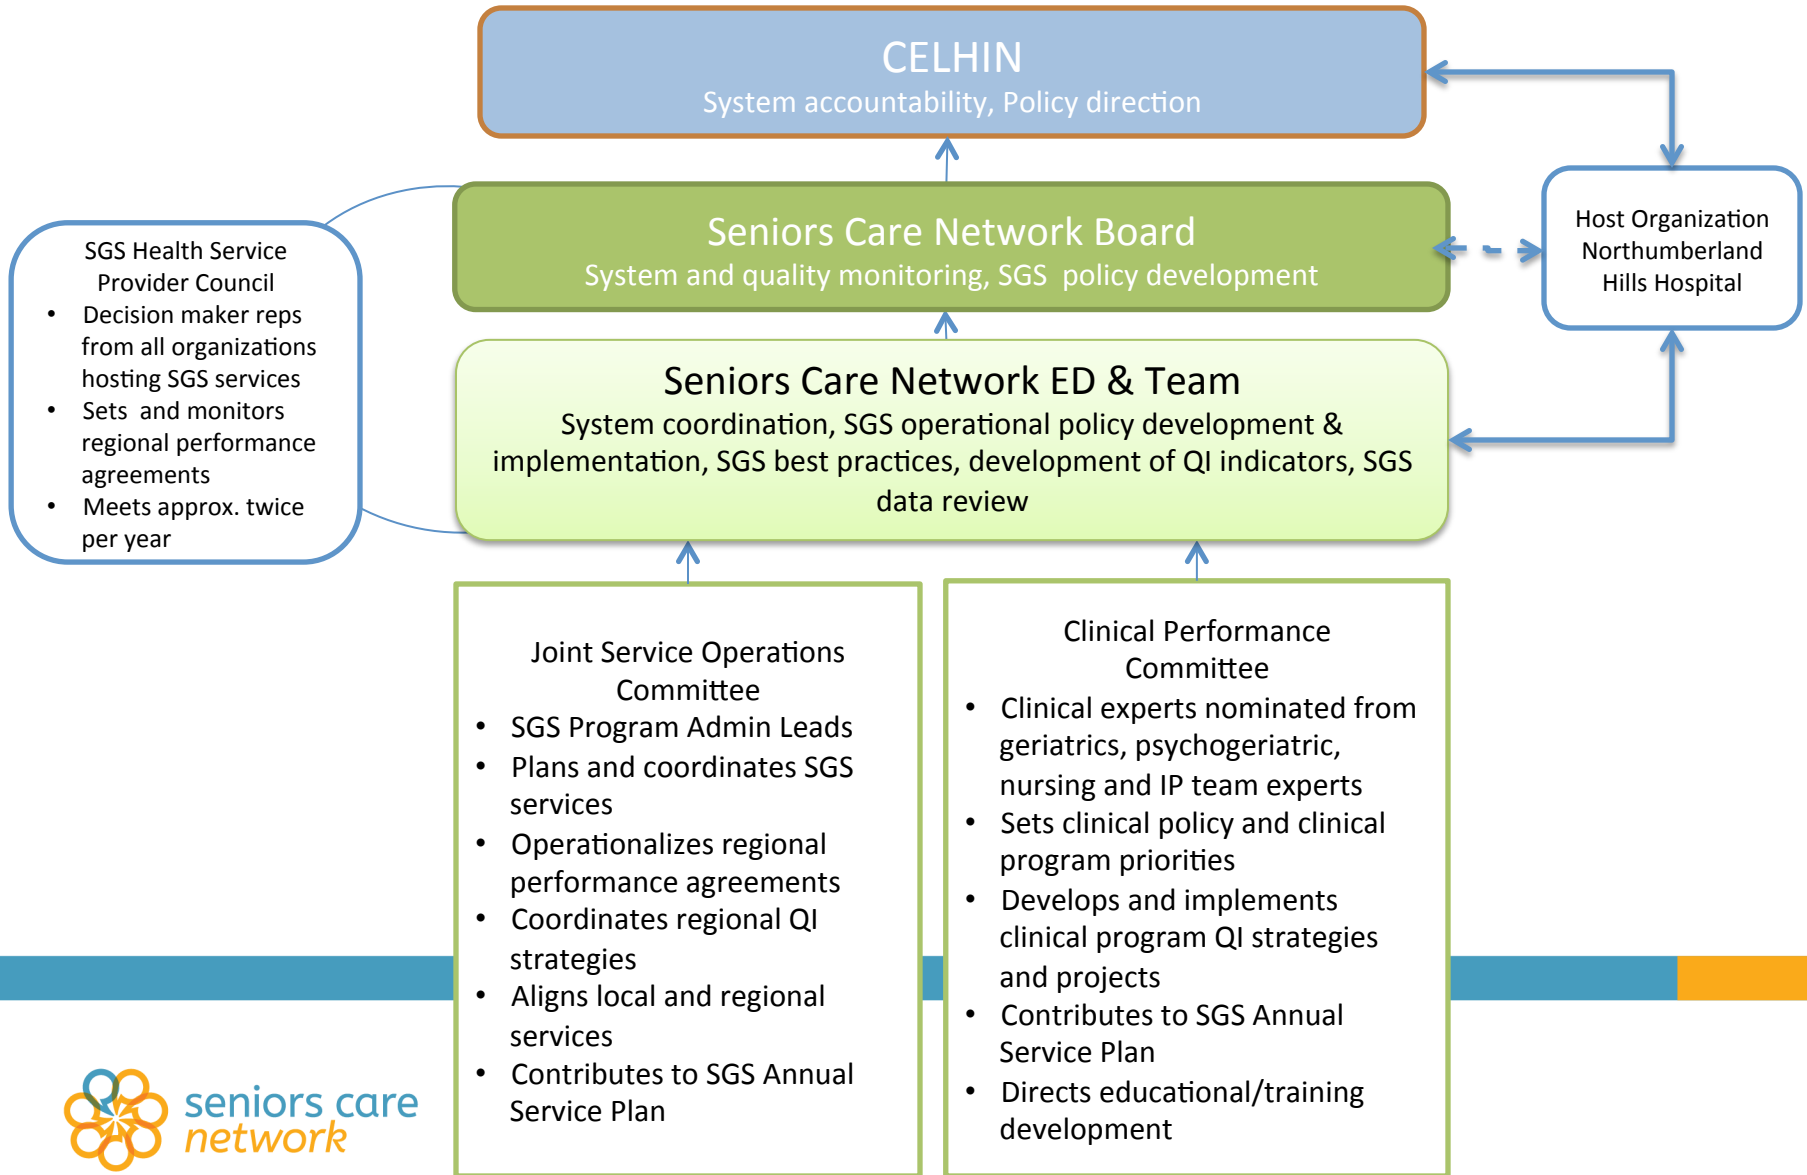 CELHIN
System accountability, Policy direction
Seniors Care Network Board
System and quality monitoring, SGS  policy development
SGS Health Service
Provider Council
• Decision maker reps
from all organizations
hosting SGS services
• Sets  and monitors
regional performance
agreements
• Meets approx. twice
per year
Host Organization
Northumberland
Hills Hospital
Seniors Care Network ED & Team
System coordination, SGS operational policy development &
implementation, SGS best practices, development of QI indicators, SGS
data review
Joint Service Operations
Committee
• SGS Program Admin Leads
• Plans and coordinates SGS
services
• Operationalizes regional
performance agreements
• Coordinates regional QI
strategies
• Aligns local and regional
services
• Contributes to SGS Annual
Service Plan
Clinical Performance
Committee
• Clinical experts nominated from
geriatrics, psychogeriatric,
nursing and IP team experts
• Sets clinical policy and clinical
program priorities
• Develops and implements
clinical program QI strategies
and projects
• Contributes to SGS Annual
Service Plan
• Directs educational/training
development
seniors care
network